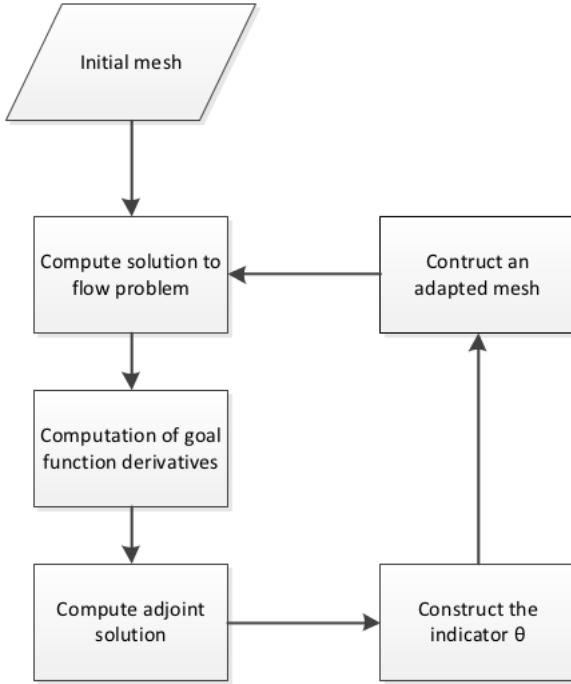 Initial mesh
Compute solution to
flow problem
Contruct an
adapted mesh
Computation of goal
function derivatives
Compute adjoint
solution
Construct the
indicator θ